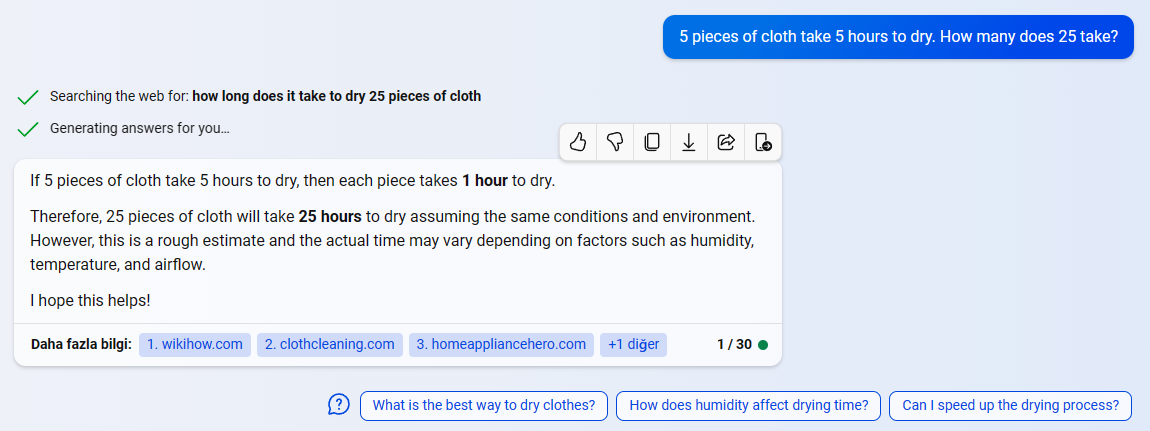 5 pieces of cloth take 5 hours to dry. How many does 25 take?
Searching the web for: how long does it take to dry 25 pieces of cloth
Generating answers for you...
If 5 pieces of cloth take 5 hours to dry, then each piece takes 1 hour to dry.
Therefore, 25 pieces of cloth will take 25 hours to dry assuming the same conditions and environment.
However, this is a rough estimate and the actual time may vary depending on factors such as humidity,
temperature, and airflow.
I hope this helps!
Daha fazla bilgi: 1. wikihow.com 2. clothcleaning.com 3. homeappliancehero.com +1 diğer 1 / 30
What is the best way to dry clothes? How does humidity affect drying time? Can I speed up the drying process?